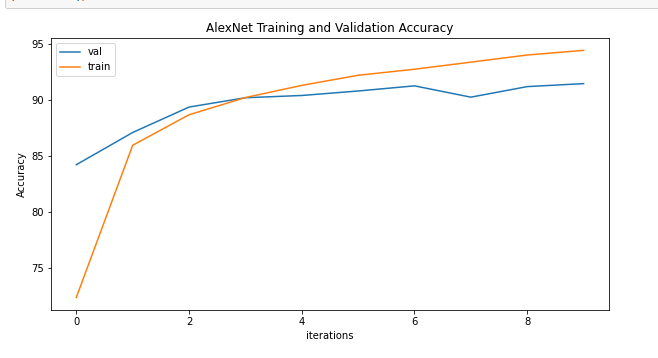 AlexNet Training and Validation Accuracy
val
train
Accuracy
95
90
85
80
75
0 2 4 6 8
iterations